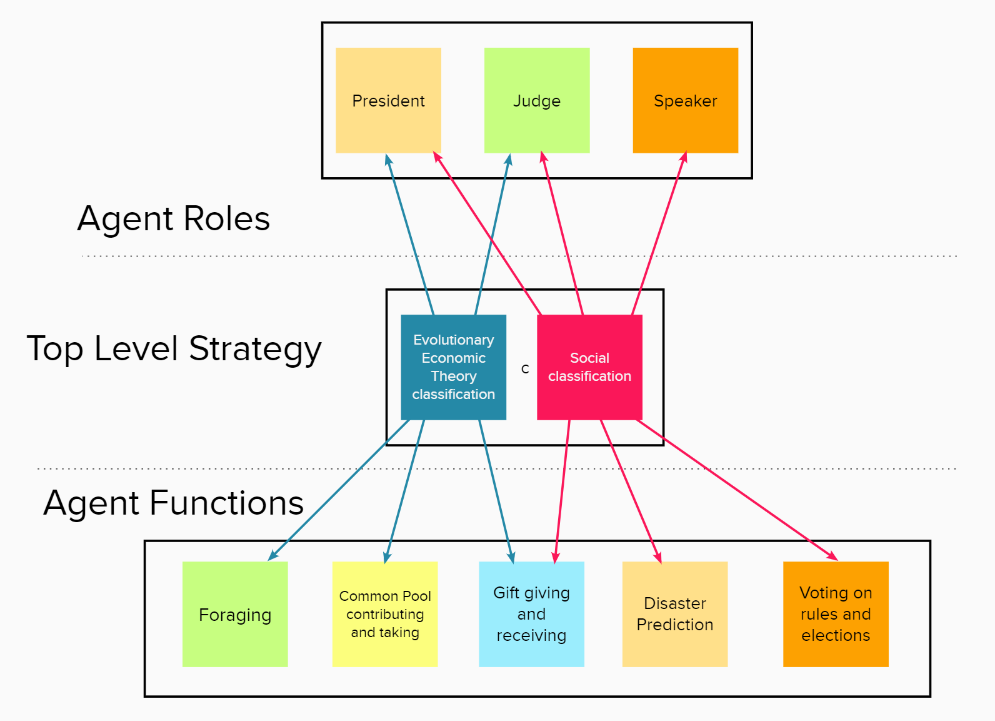 President
Judge
Speaker
Agent Roles
Top Level Strategy
Evolutionary
Economic
Theory
classification
c
Social
classification
Agent Functions
Foraging
Common Pool
contributing
and taking
Gift giving
and
receiving
Disaster
Prediction
Voting on
rules and
elections